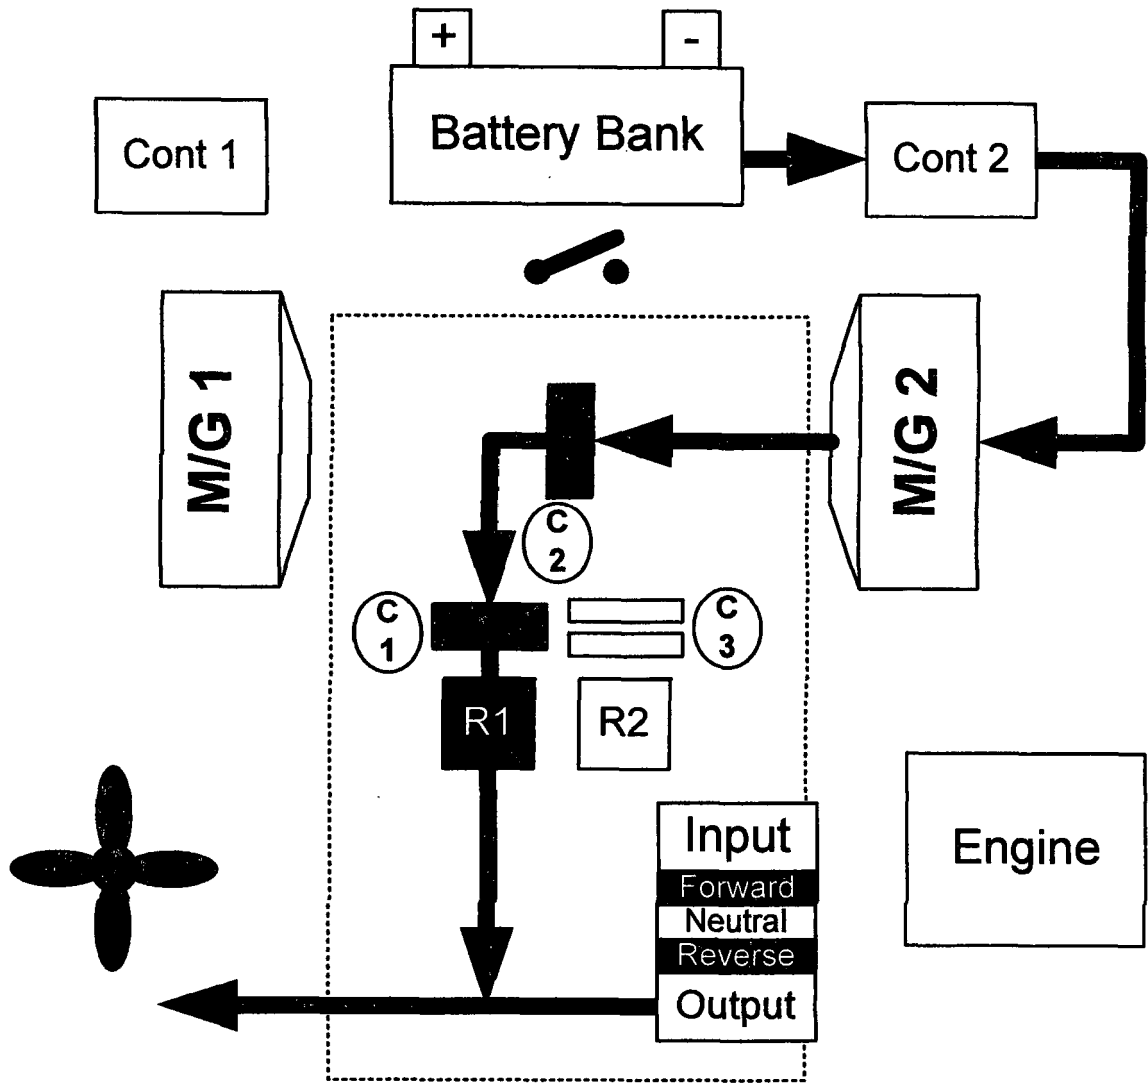 +
-
Battery Bank
Cont 1
Cont 2
M/G 1
M/G 2
C
2
C
1
C
3
R1
R2
Input
Forward
Neutral
Reverse
Output
Engine